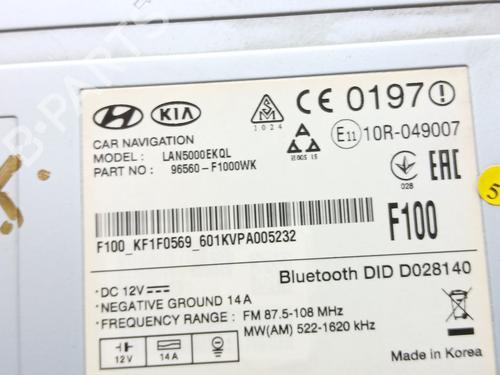 KIA
S M
1024
CE 0197
CAR NAVIGATION
MODEL : LAN5000EKQL
PART NO : 96560-F1000WK
E11 10R-049007
028
EAC
5
F100_KF1F0569_601KVPA005232
F100
Bluetooth DID D028140
*DC 12V
*NEGATIVE GROUND 14A
*FREQUENCY RANGE : FM 87.5-108 MHz
MW(AM) 522-1620 kHz
12V
14A
Made in Korea
B-PARTS